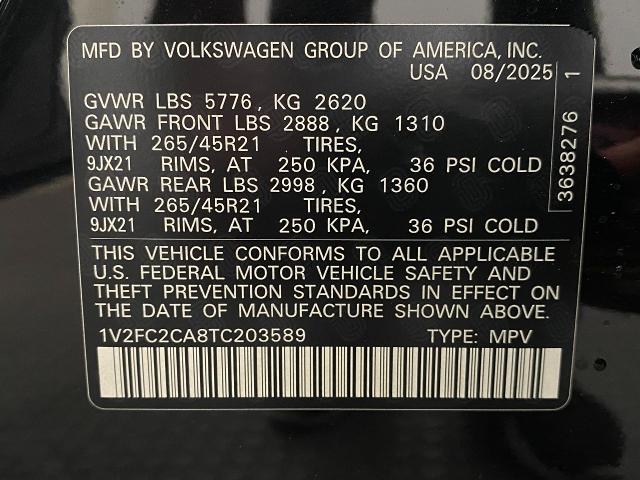 MFD BY VOLKSWAGEN GROUP OF AMERICA, INC.
USA 08/2025
GVWR LBS 5776 , KG 2620
GAWR FRONT LBS 2888 , KG 1310
WITH 265/45R21 TIRES,
9JX21 RIMS, AT 250 KPA, 36 PSI COLD
GAWR REAR LBS 2998 , KG 1360
WITH 265/45R21 TIRES,
9JX21 RIMS, AT 250 KPA, 36 PSI COLD
THIS VEHICLE CONFORMS TO ALL APPLICABLE
U.S. FEDERAL MOTOR VEHICLE SAFETY AND
THEFT PREVENTION STANDARDS IN EFFECT ON
THE DATE OF MANUFACTURE SHOWN ABOVE.
1V2FC2CA8TC203589 TYPE: MPV
3638276 1